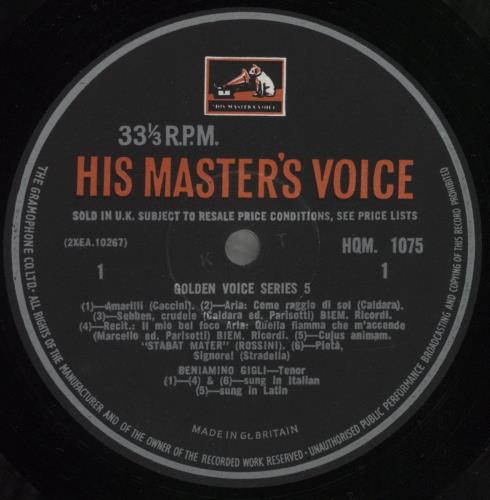 "HIS MASTER'S VOICE"
33⅓ R.P.M.
HIS MASTER'S VOICE
SOLD IN U.K. SUBJECT TO RESALE PRICE CONDITIONS, SEE PRICE LISTS
(2XEA.10267)
HQM. 1075
1
1
K T
GOLDEN VOICE SERIES 5
(1)—Amarilli (Caccini). (2)—Aria: Come raggio di sol (Caldara).
(3)—Sebben, crudele (Caldara ed. Parisotti) BIEM. Ricordi.
(4)—Recit.: Il mio bel foco Aria: Quella fiamma che m'accende
(Marcello ed. Parisotti) BIEM. Ricordi. (5)—Cujus animam.
"STABAT MATER" (ROSSINI). (6)—Pietà,
Signore! (Stradella)
BENIAMINO GIGLI—Tenor
(1)—(4) & (6)—sung in Italian
(5)—sung in Latin
MADE IN Gt. BRITAIN
THE GRAMOPHONE CO. LTD.- ALL RIGHTS OF THE MANUFACTURER AND OF THE OWNER OF THE RECORDED WORK RESERVED - UNAUTHORISED PUBLIC PERFORMANCE BROADCASTING AND COPYING OF THIS RECORD PROHIBITED